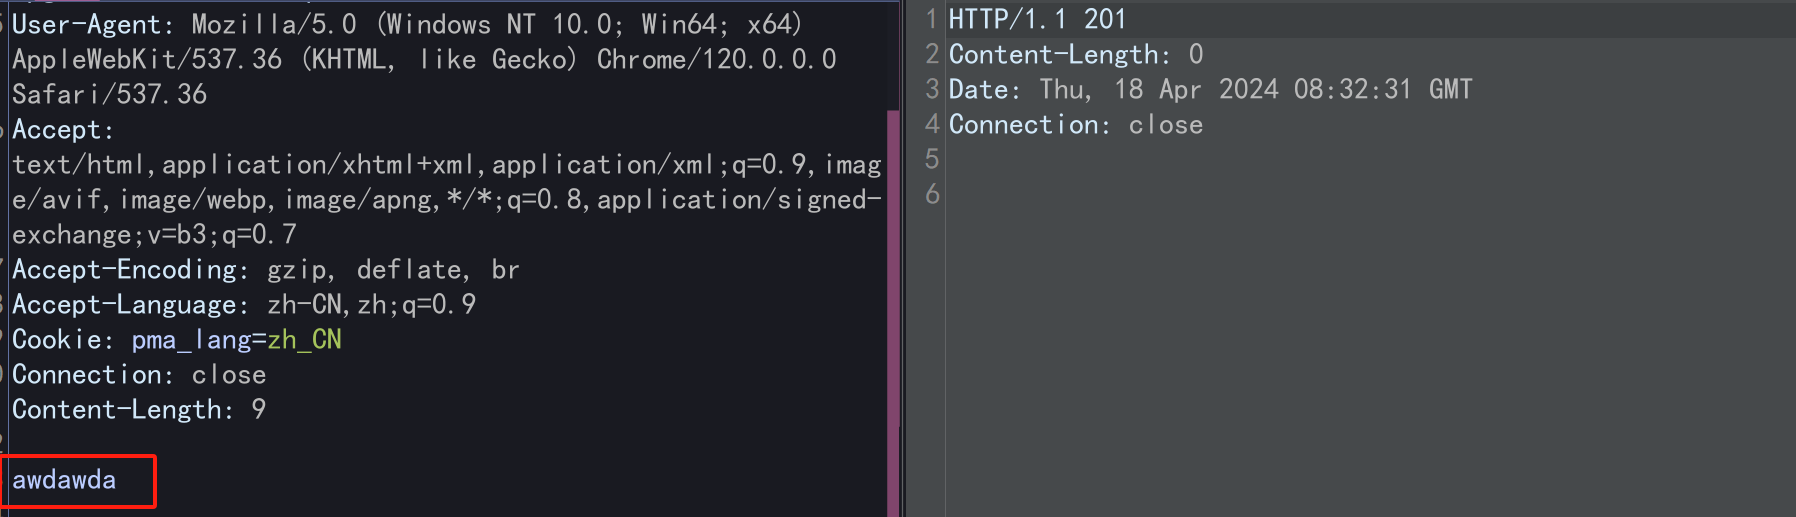 User-Agent: Mozilla/5.0 (Windows NT 10.0; Win64; x64)
AppleWebKit/537.36 (KHTML, like Gecko) Chrome/120.0.0.0
Safari/537.36
Accept:
text/html,application/xhtml+xml,application/xml;q=0.9,imag
e/avif,image/webp,image/apng,*/*;q=0.8,application/signed-
exchange;v=b3;q=0.7
Accept-Encoding: gzip, deflate, br
Accept-Language: zh-CN,zh;q=0.9
Cookie: pma_lang=zh_CN
Connection: close
Content-Length: 9
awdawda
1 HTTP/1.1 201
2 Content-Length: 0
3 Date: Thu, 18 Apr 2024 08:32:31 GMT
4 Connection: close
5
6